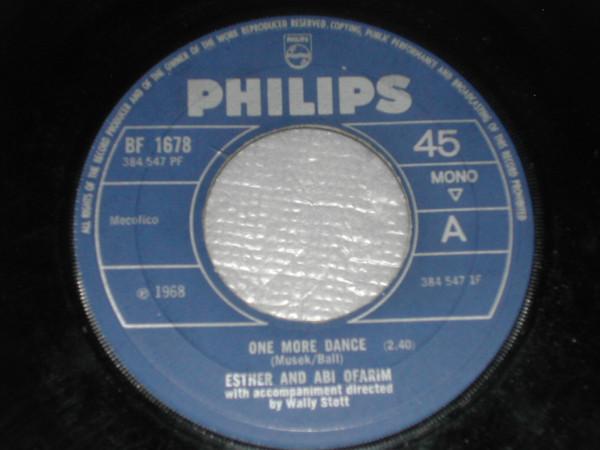 ALL RIGHTS OF THE RECORD PRODUCER AND OF THE OWNER OF THE WORK REPRODUCED RESERVED. COPYING, PUBLIC PERFORMANCE AND BROADCASTING OF THIS RECORD PROHIBITED
PHILIPS
PHILIPS
BF 1678
384 547 PF
45
MONO
Mecolico
A
℗ 1968
384 547 1F
ONE MORE DANCE (2.40)
(Musek/Ball)
ESTHER AND ABI OFARIM
with accompaniment directed
by Wally Stott